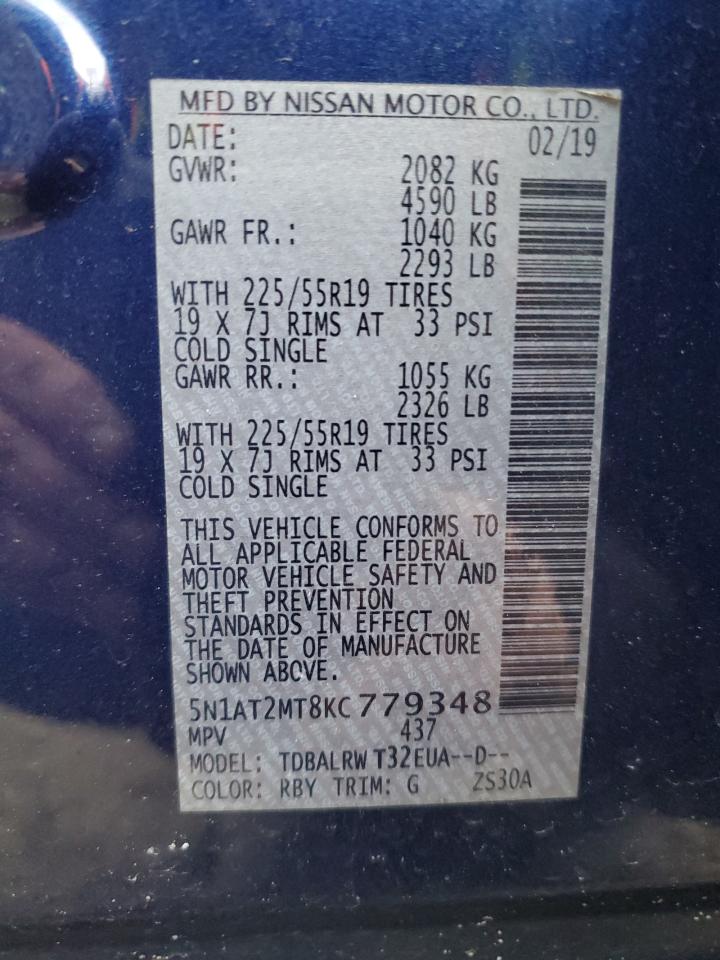 MFD BY NISSAN MOTOR CO., LTD.
DATE: 02/19
GVWR: 2082 KG
4590 LB
GAWR FR.: 1040 KG
2293 LB
WITH 225/55R19 TIRES
19 X 7J RIMS AT 33 PSI
COLD SINGLE
GAWR RR.: 1055 KG
2326 LB
WITH 225/55R19 TIRES
19 X 7J RIMS AT 33 PSI
COLD SINGLE
THIS VEHICLE CONFORMS TO
ALL APPLICABLE FEDERAL
MOTOR VEHICLE SAFETY AND
THEFT PREVENTION
STANDARDS IN EFFECT ON
THE DATE OF MANUFACTURE
SHOWN ABOVE.
5N1AT2MT8KC779348
MPV 437
MODEL: TDBALRW T32EUA--D--
COLOR: RBY TRIM: G ZS30A